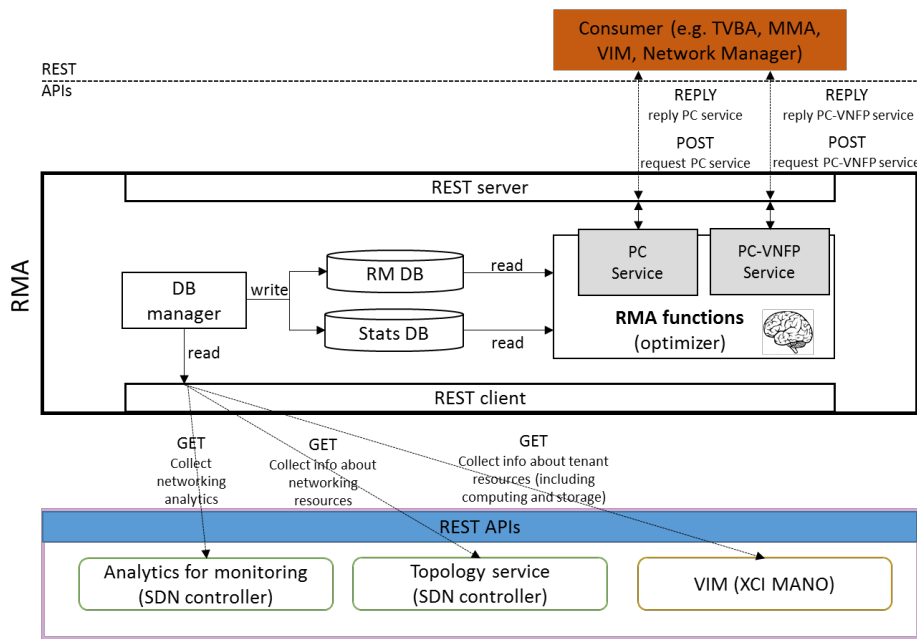 Consumer (e.g. TVBA, MMA,
VIM, Network Manager)
REST
APIs
REPLY
reply PC service
POST
request PC service
REPLY
reply PC-VNFP service
POST
request PC-VNFP service
RMA
REST server
DB
manager
write
read
RM DB
Stats DB
read
read
PC
Service
PC-VNFP
Service
RMA functions
(optimizer)
REST client
GET
Collect
networking
analytics
GET
Collect info about
networking
resources
GET
Collect info about tenant
resources (including
computing and storage)
REST APIs
Analytics for monitoring
(SDN controller)
Topology service
(SDN controller)
VIM (XCI MANO)